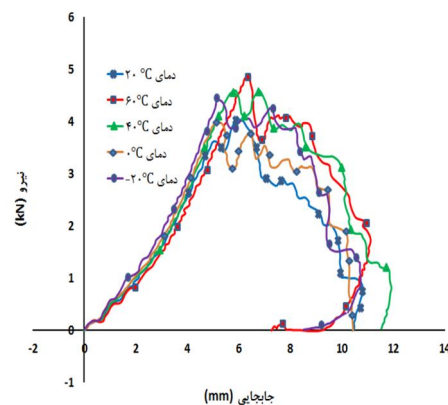 6
5
4
3
2
1
0
-1
-2
0
2
4
6
8
10
12
14
نیرو (kN)
جابجایی (mm)
دمای ۲۰ °C
دمای ۶۰ °C
دمای ۴۰ °C
دمای ۰ °C
دمای ۲۰ °C-